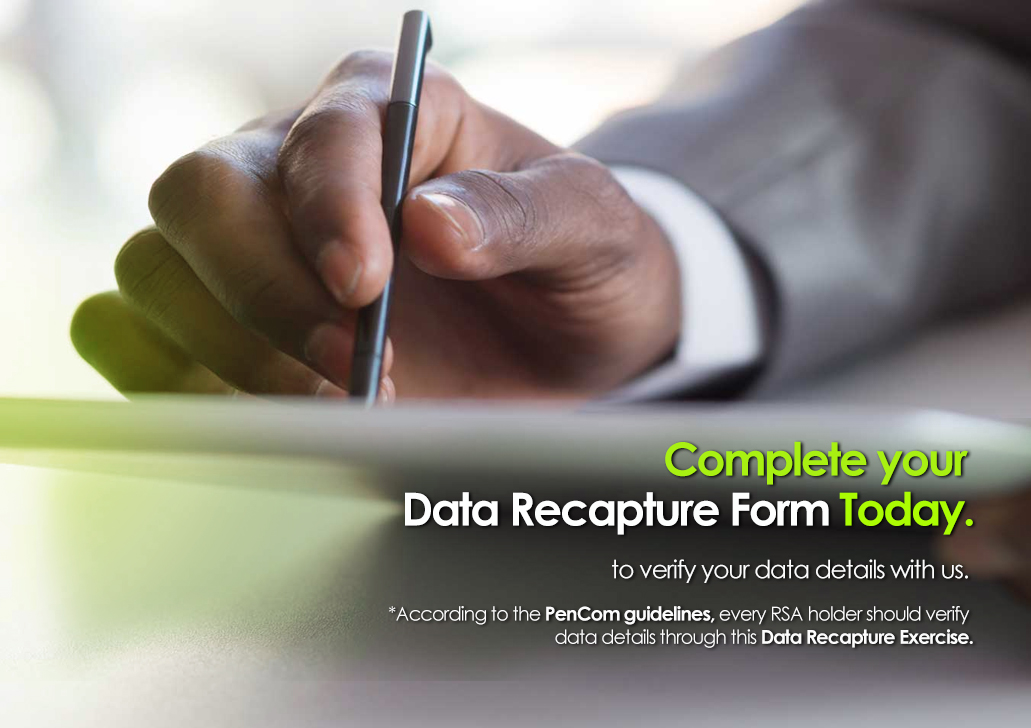 Complete your
Data Recapture Form Today.
to verify your data details with us.
*According to the PenCom guidelines, every RSA holder should verify
data details through this Data Recapture Exercise.